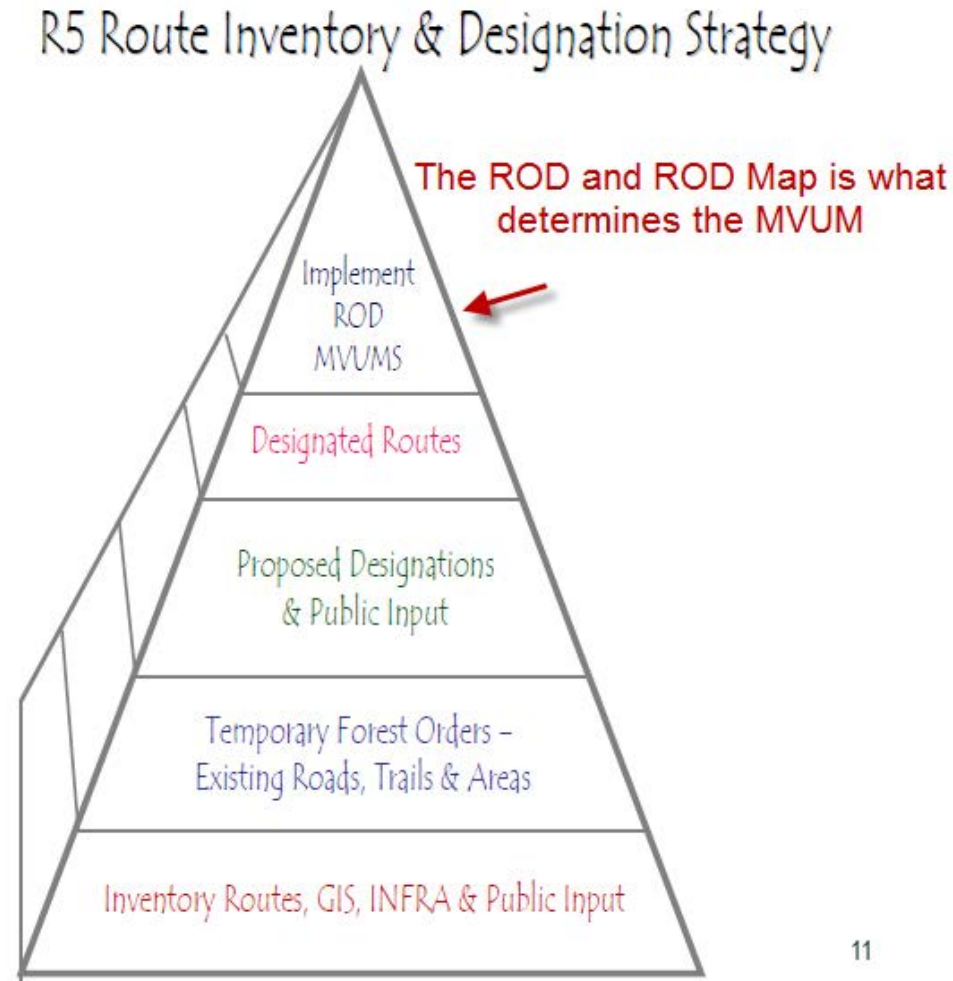 R5 Route Inventory & Designation Strategy
The ROD and ROD Map is what
determines the MVUM
Implement
ROD
MVUMS
Designated Routes
Proposed Designations
& Public Input
Temporary Forest Orders –
Existing Roads, Trails & Areas
Inventory Routes, GIS, INFRA & Public Input
11